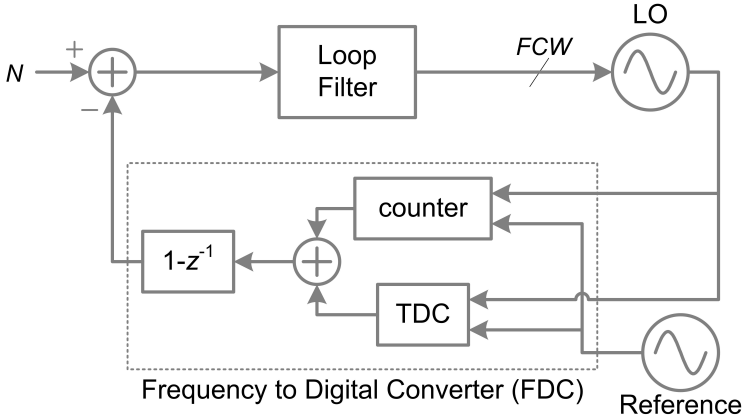 LO
+
N
+
Loop
Filter
FCW
−
counter
1-z⁻¹
+
TDC
Frequency to Digital Converter (FDC)
Reference